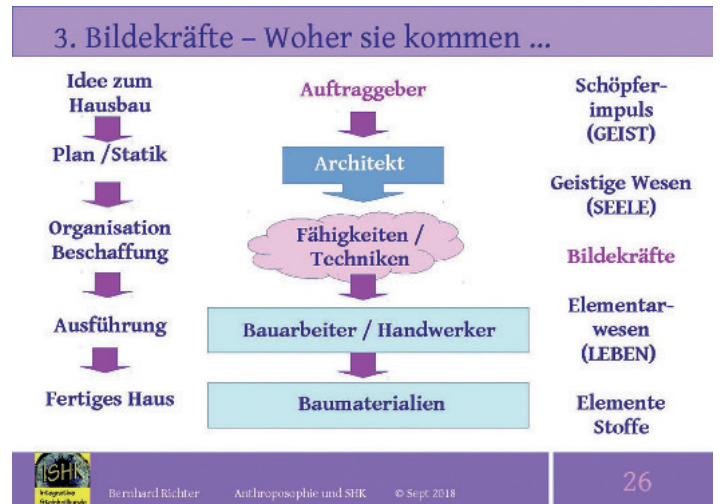 3. Bildekräfte – Woher sie kommen ...
Idee zum
Hausbau
Plan /Statik
Organisation
Beschaffung
Ausführung
Fertiges Haus
Auftraggeber
Architekt
Fähigkeiten /
Techniken
Bauarbeiter / Handwerker
Baumaterialien
Schöpfer-
impuls
(GEIST)
Geistige Wesen
(SEELE)
Bildekräfte
Elementar-
wesen
(LEBEN)
Elemente
Stoffe
ISHK
Integrative
Steinheilkunde
Bernhard Richter Anthroposophie und SHK © Sept 2018
26